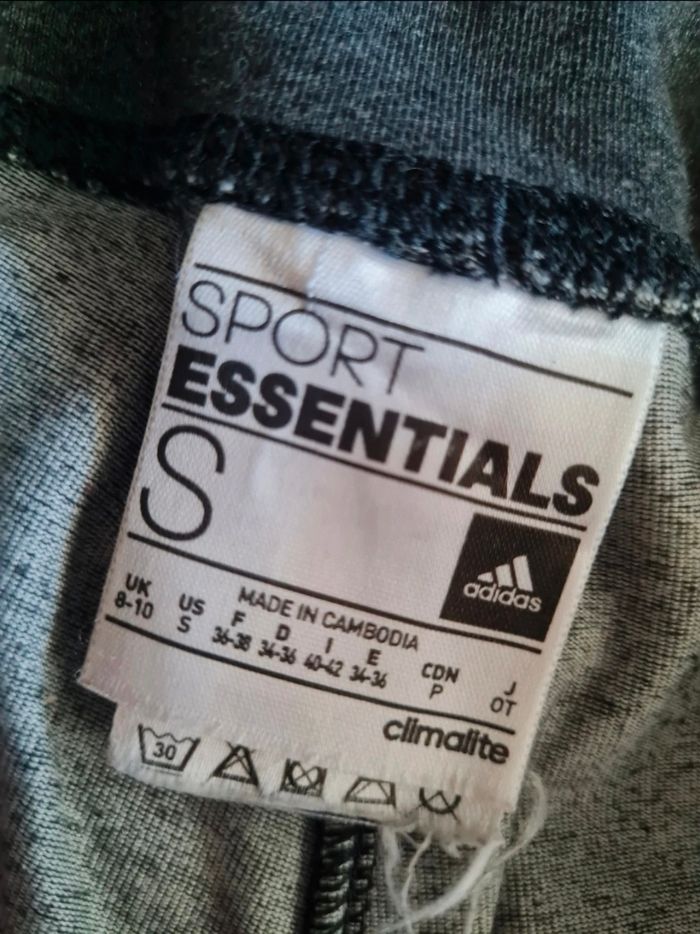 SPORT
ESSENTIALS
S
adidas
MADE IN CAMBODIA
UK US F D I E CDN J
8-10 S 36-38 34-36 40-42 34-36 P OT
climalite
30